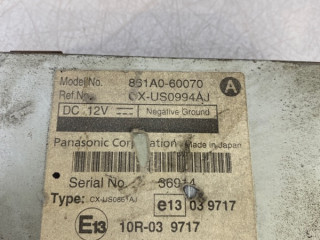 Model No. 861A0-60070 A
Ref.No. CX-US0994AJ
DC 12V Negative Ground
Panasonic Corporation Made in Japan
Serial No. 86914
Type: CX-US0661AJ e13 03 9717
E13 10R-03 9717